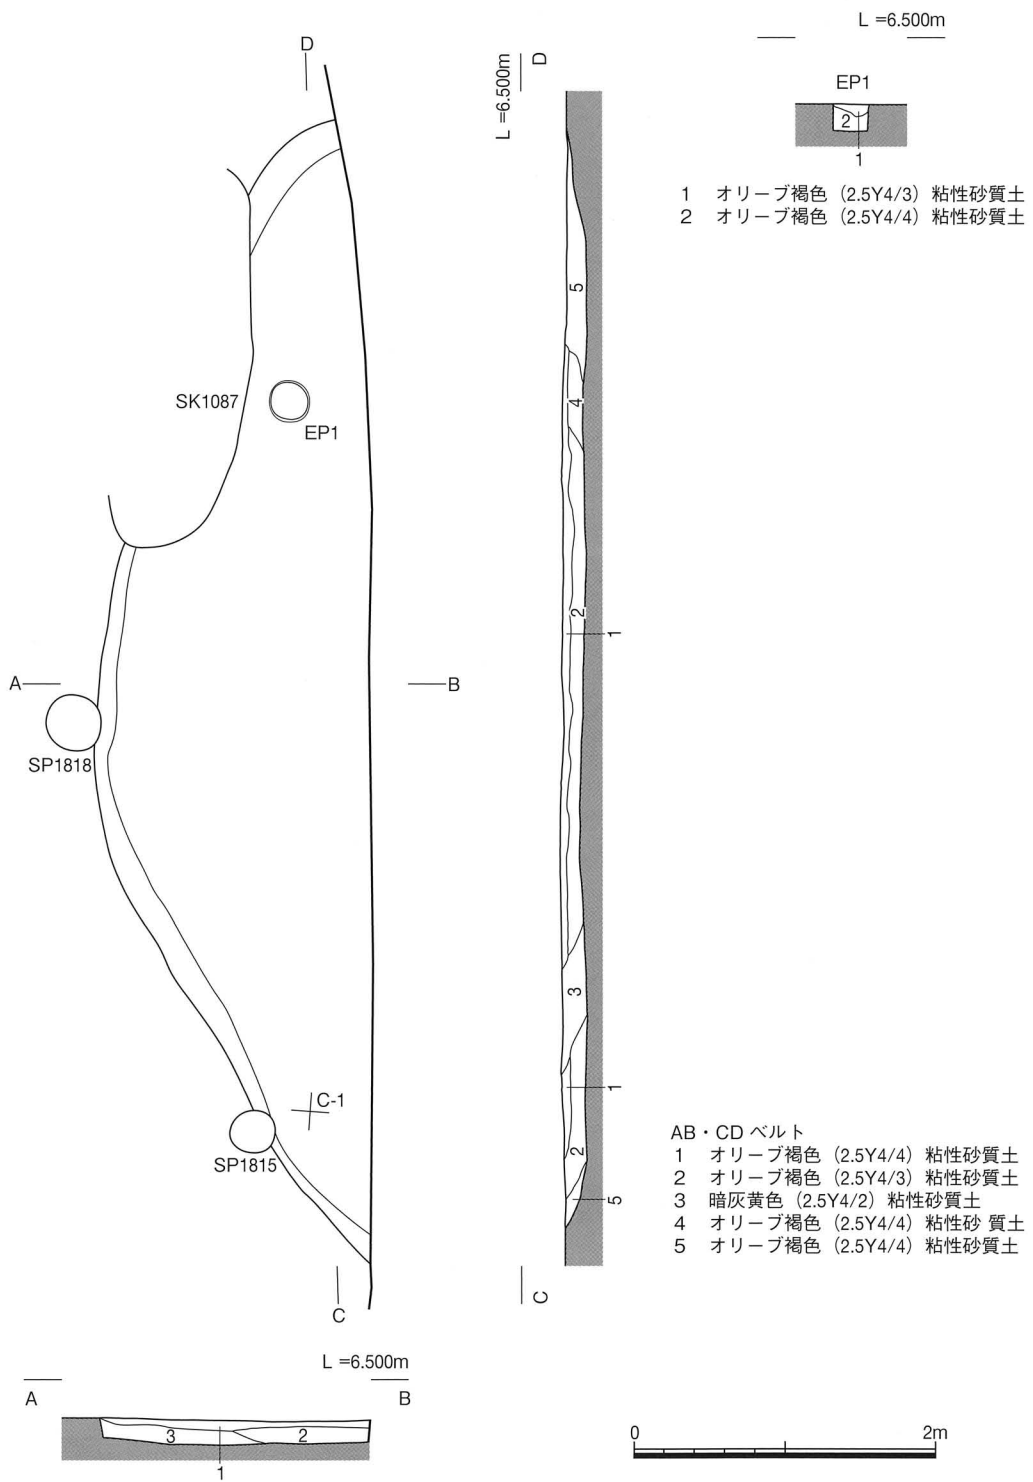 D
L =6.500m
D
L =6.500m
EP1
2
1
1 オリーブ褐色（2.5Y4/3）粘性砂質土
2 オリーブ褐色（2.5Y4/4）粘性砂質土
5
SK1087
4
EP1
2
1
A
B
SP1818
3
C-1
1
SP1815
2
5
AB・CD ベルト
1 オリーブ褐色（2.5Y4/4）粘性砂質土
2 オリーブ褐色（2.5Y4/3）粘性砂質土
3 暗灰黄色（2.5Y4/2）粘性砂質土
4 オリーブ褐色（2.5Y4/4）粘性砂 質土
5 オリーブ褐色（2.5Y4/4）粘性砂質土
C
C
L =6.500m
A
B
3
2
1
0
2m